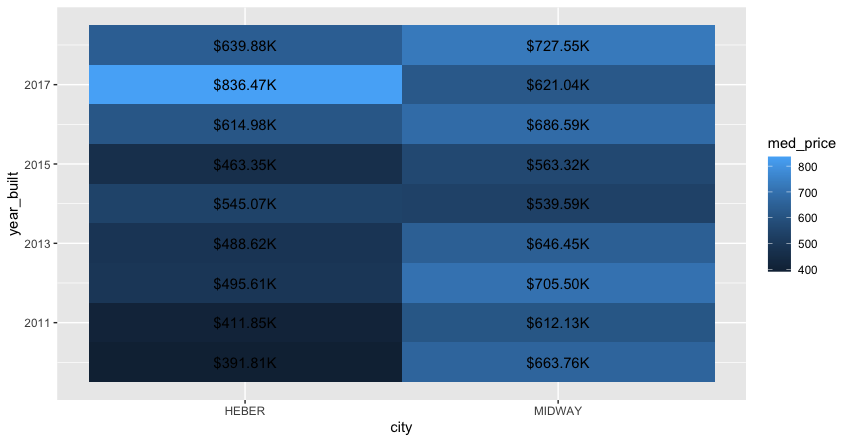 $639.88K $727.55K
2017 $836.47K $621.04K
$614.98K $686.59K
2015 $463.35K $563.32K
$545.07K $539.59K
2013 $488.62K $646.45K
$495.61K $705.50K
2011 $411.85K $612.13K
$391.81K $663.76K
year_built
HEBER MIDWAY
city
med_price
800
700
600
500
400